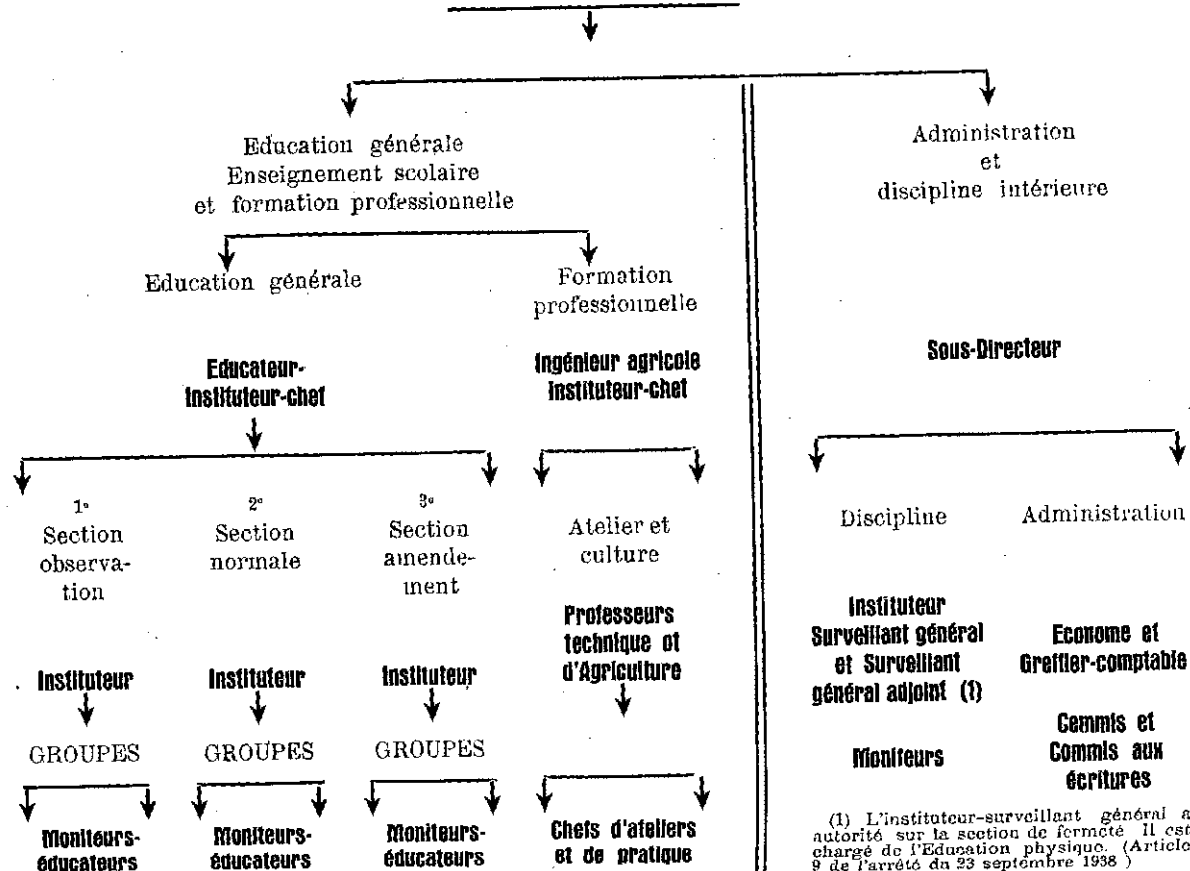 Education générale
Enseignement scolaire
et formation professionnelle
Administration
et
discipline intérieure
Education générale
Formation
professionnelle
Educateur-
Instituteur-chef
Ingénieur agricole
Instituteur-chef
Sous-Directeur
1°
Section
observa-
tion
2°
Section
normale
3°
Section
amende-
ment
Atelier et
culture
Discipline
Administration
Instituteur
Instituteur
Instituteur
Professeurs
technique et
d'Agriculture
Instituteur
Surveillant général
et Surveillant
général adjoint (1)
Econome et
Greffier-comptable
GROUPES
GROUPES
GROUPES
Moniteurs
Commis et
Commis aux
écritures
Moniteurs-
éducateurs
Moniteurs-
éducateurs
Moniteurs-
éducateurs
Chefs d'ateliers
et de pratique
(1) L'instituteur-surveillant général a
autorité sur la section de fermeté Il est
chargé de l'Education physique. (Article
9 de l'arrêté du 23 septembre 1938 )